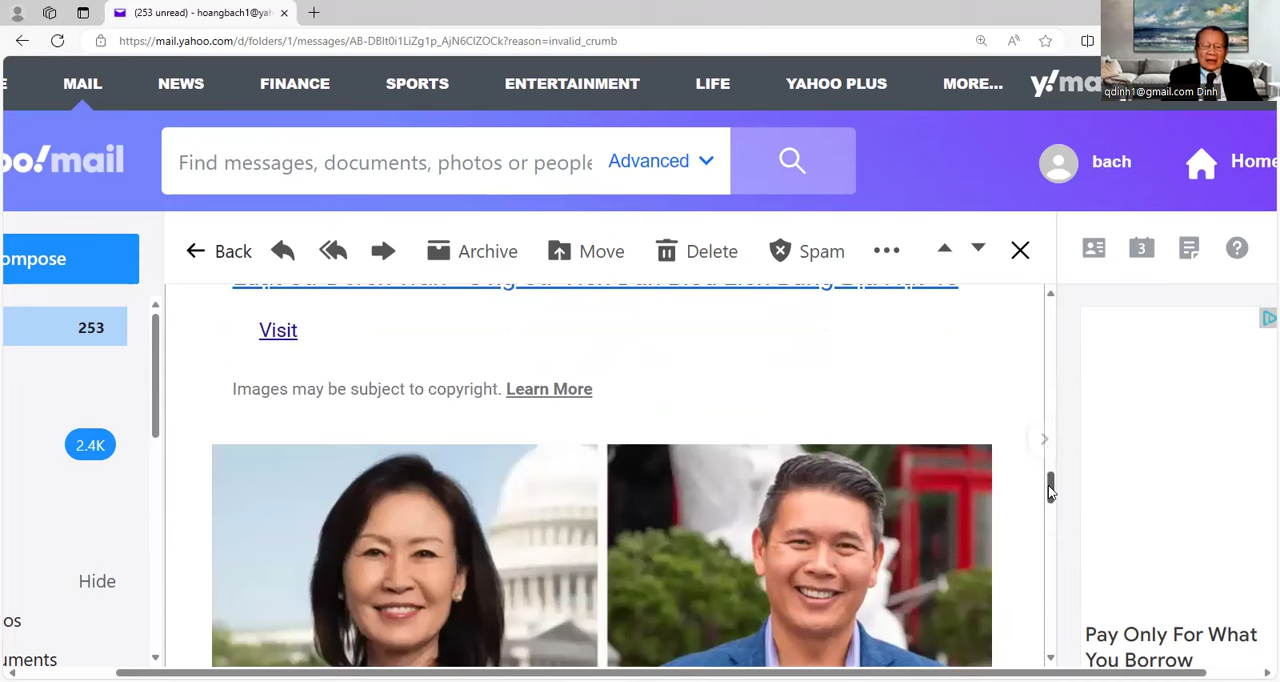 (253 unread) - hoangbach1@yah
https://mail.yahoo.com/d/folders/1/messages/AB-DBIt0i1LiZg1p_AjN6CIZOCk?reason=invalid_crumb
qdinh1@gmail.com Dinh
MAIL NEWS FINANCE SPORTS ENTERTAINMENT LIFE YAHOO PLUS MORE... y!ma
oo!mail
Find messages, documents, photos or people
Advanced
bach
Home
ompose
Back
Archive
Move
Delete
Spam
3
253
Visit
Images may be subject to copyright. Learn More
2.4K
Hide
os
uments
Pay Only For What
You Borrow